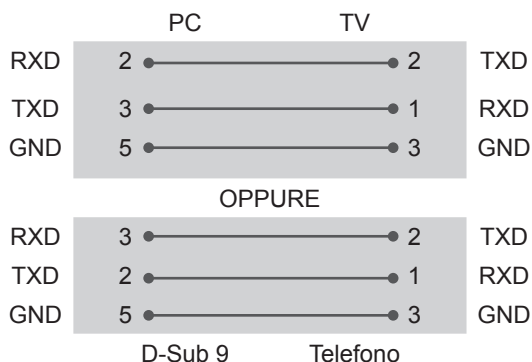 PC TV
RXD 2 2 TXD
TXD 3 1 RXD
GND 5 3 GND
OPPURE
RXD 3 2 TXD
TXD 2 1 RXD
GND 5 3 GND
D-Sub 9 Telefono